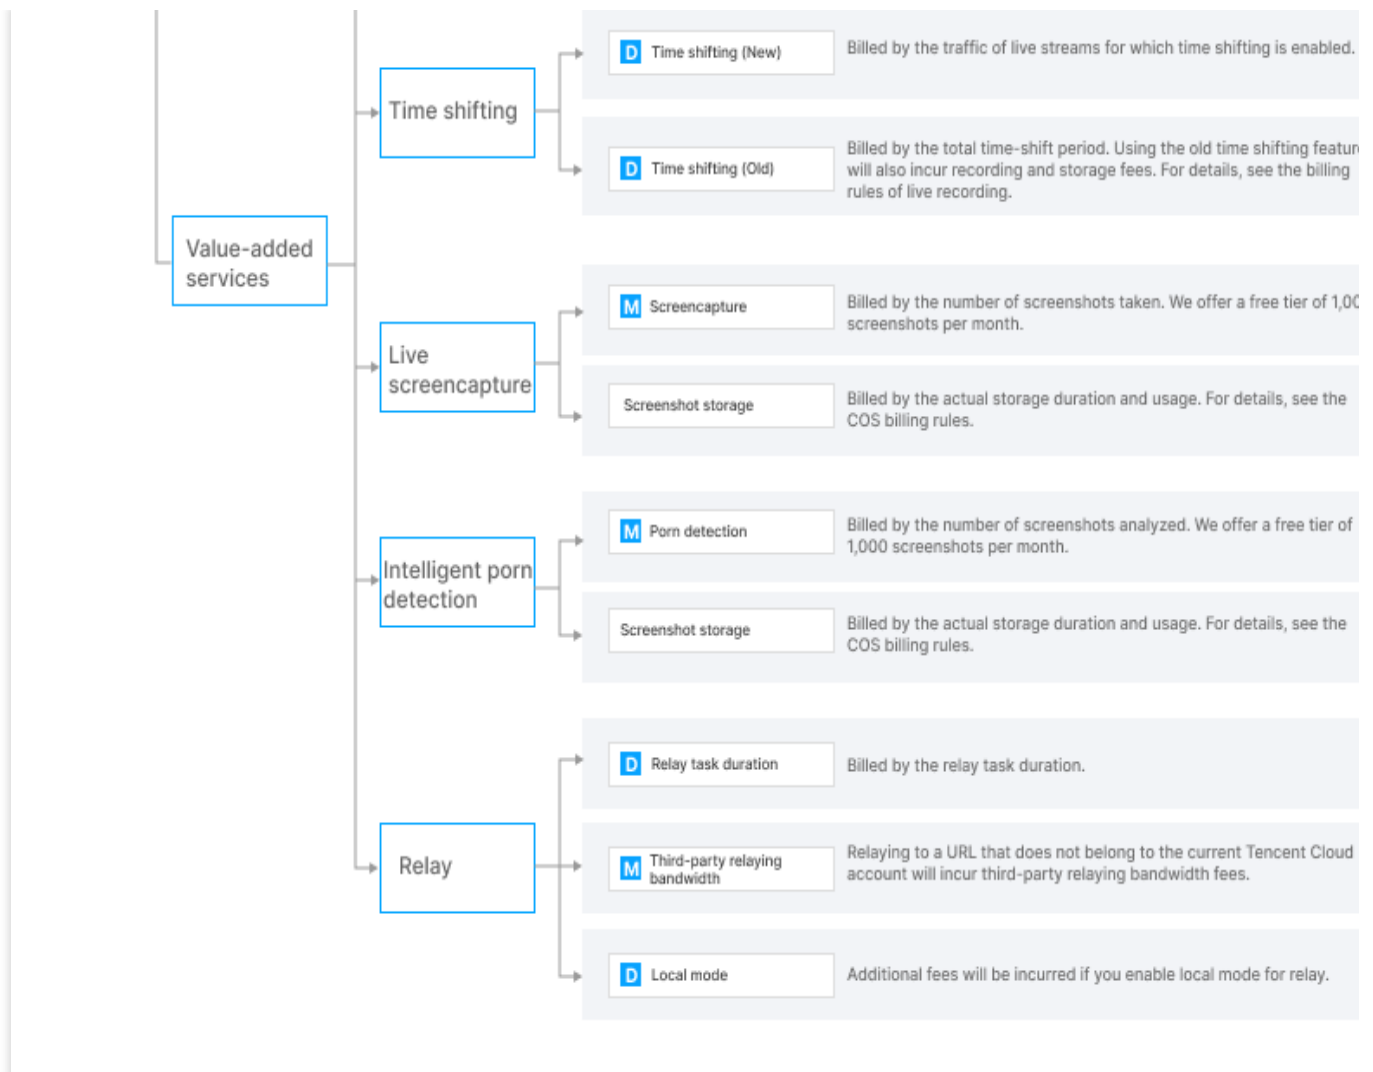 D Time shifting (New)
Billed by the traffic of live streams for which time shifting is enabled.
Time shifting
D Time shifting (Old)
Billed by the total time-shift period. Using the old time shifting featur
will also incur recording and storage fees. For details, see the billing
rules of live recording.
Value-added
services
M Screencapture
Billed by the number of screenshots taken. We offer a free tier of 1,00
screenshots per month.
Live
screencapture
Screenshot storage
Billed by the actual storage duration and usage. For details, see the
COS billing rules.
M Porn detection
Billed by the number of screenshots analyzed. We offer a free tier of
1,000 screenshots per month.
Intelligent porn
detection
Screenshot storage
Billed by the actual storage duration and usage. For details, see the
COS billing rules.
D Relay task duration
Billed by the relay task duration.
Relay
M Third-party relaying
bandwidth
Relaying to a URL that does not belong to the current Tencent Cloud
account will incur third-party relaying bandwidth fees.
D Local mode
Additional fees will be incurred if you enable local mode for relay.